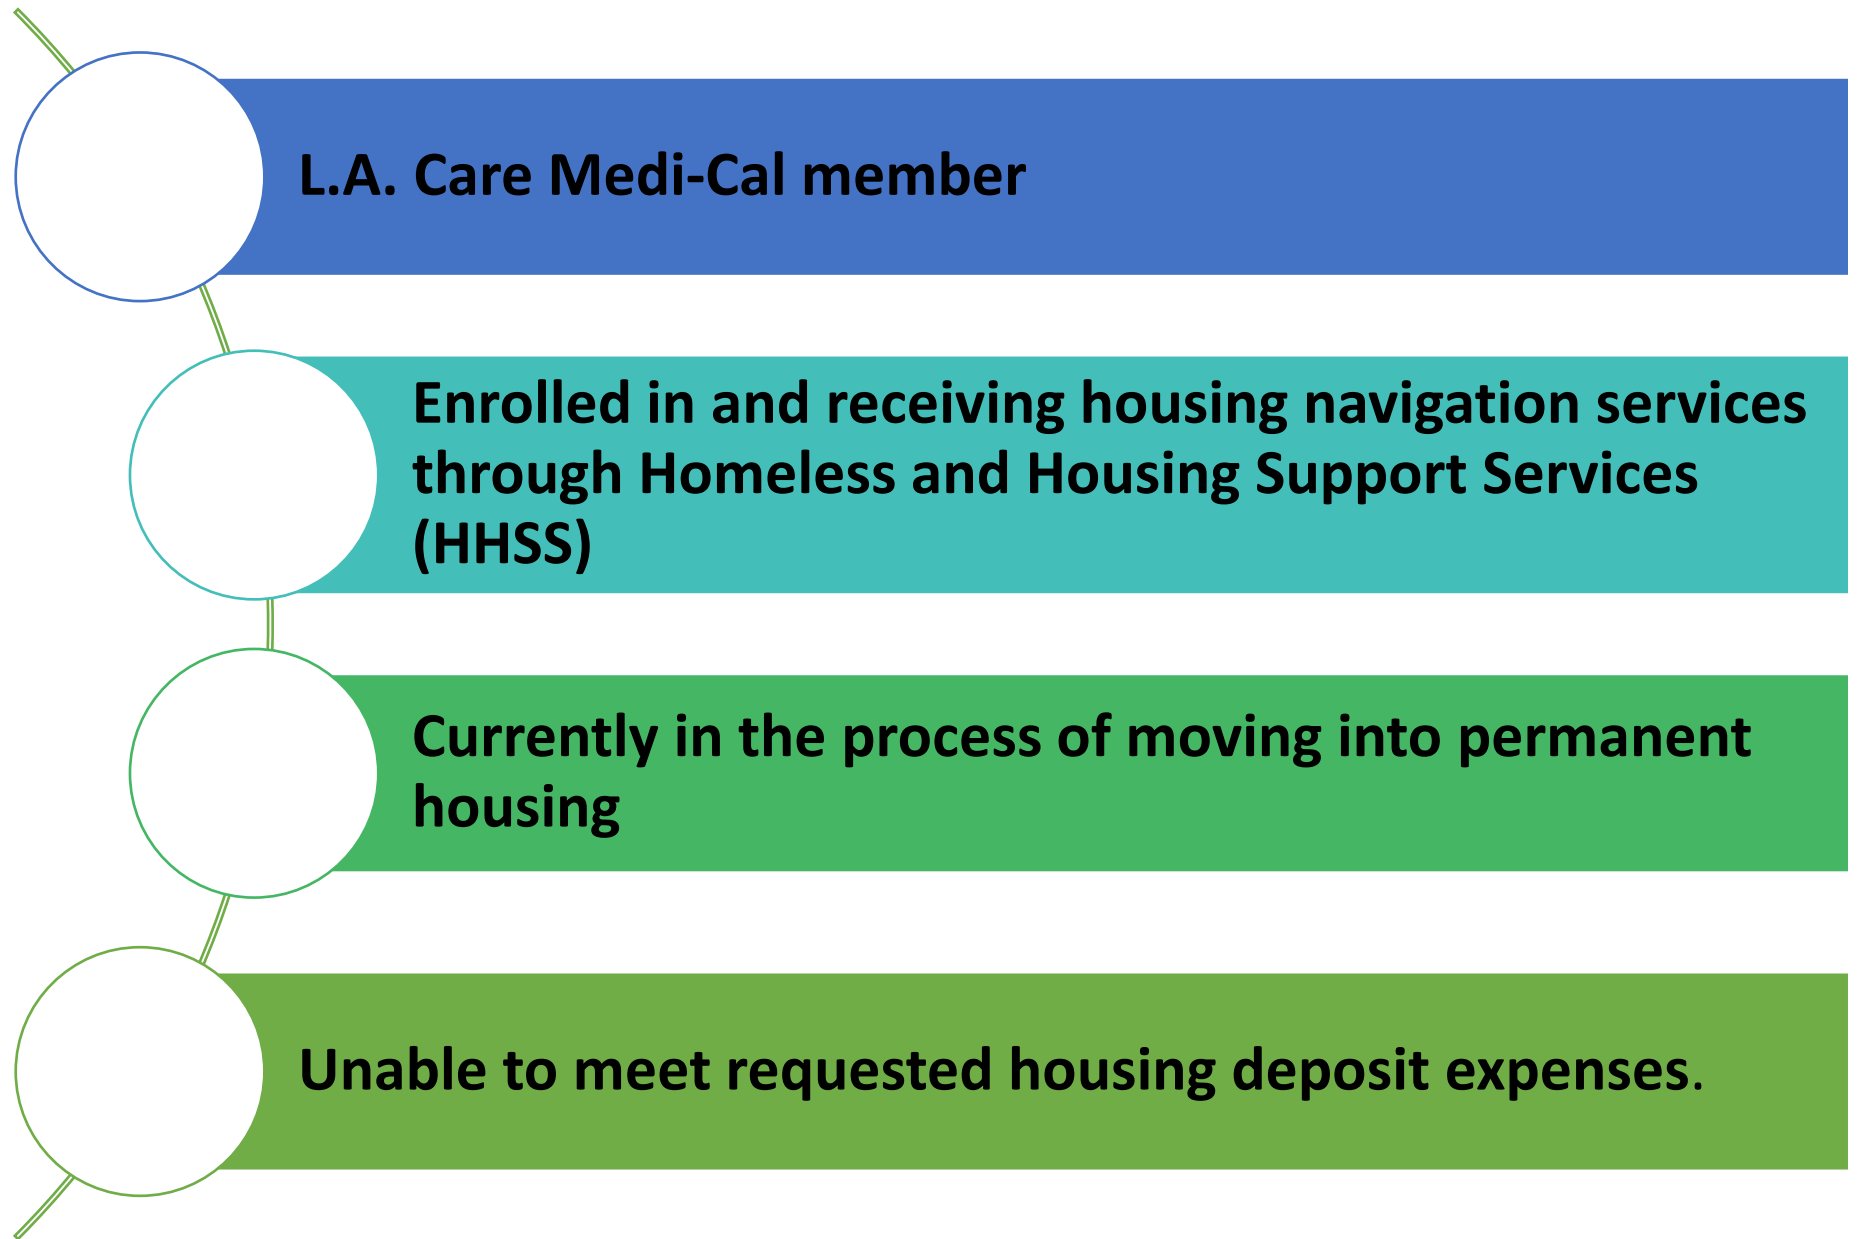 L.A. Care Medi-Cal member
Enrolled in and receiving housing navigation services
through Homeless and Housing Support Services
(HHSS)
Currently in the process of moving into permanent
housing
Unable to meet requested housing deposit expenses.